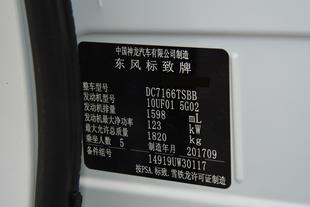 中国神龙汽车有限公司制造
东风标致牌
整车型号 DC7166TSBB
发动机型号 10UF01 5G02
发动机排量 1598 mL
发动机最大净功率 123 kW
最大允许总质量 1820 kg
乘坐人数 5 制造年月 201709
备件组号 14919UW30117
按PSA.标致.雪铁龙许可证制造